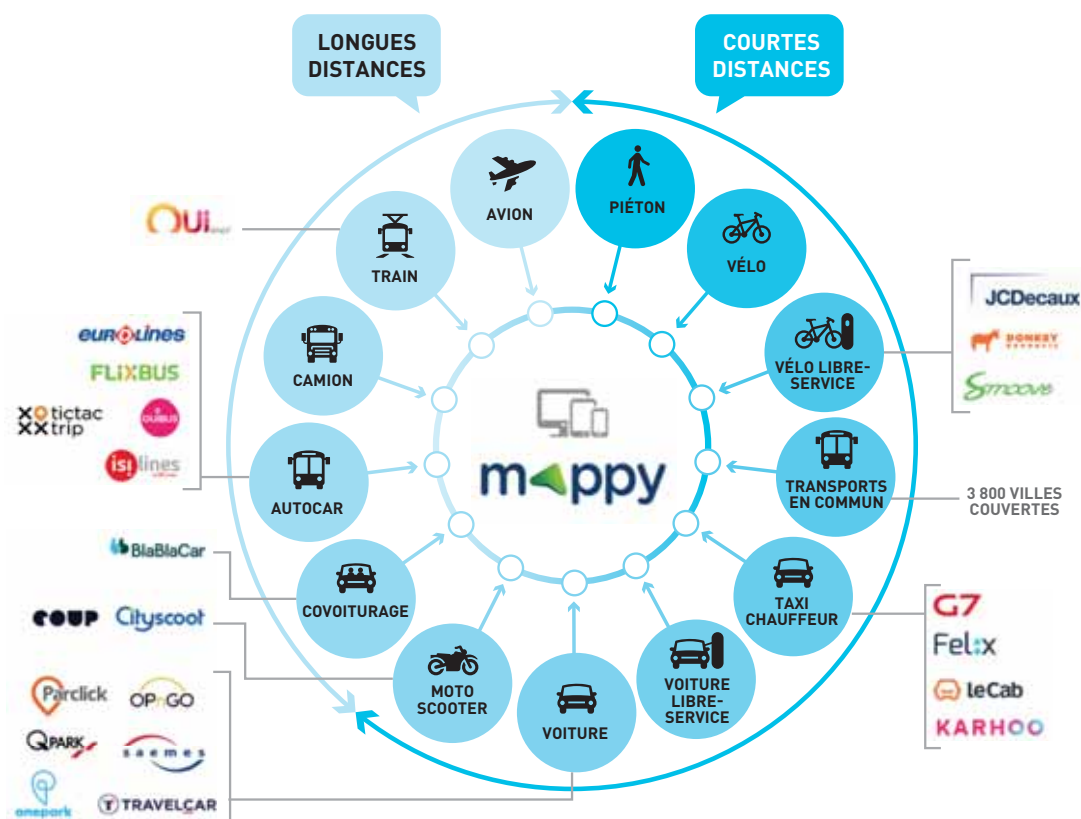 LONGUES
DISTANCES
COURTES
DISTANCES
AVION
PIÉTON
TRAIN
VÉLO
CAMION
VÉLO LIBRE-
SERVICE
AUTOCAR
TRANSPORTS
EN COMMUN
COVOITURAGE
TAXI
CHAUFFEUR
MOTO
SCOOTER
VOITURE
VOITURE
LIBRE-
SERVICE
mappy
OUi
euroLines
FLiXBUS
tictac
trip
OUIBUS
isilines
BlaBlaCar
COUP
Cityscoot
Parclick
OPnGO
QPARK
saemes
onepark
TRAVELCAR
JCDecaux
DONKEY
Smoove
3 800 VILLES
COUVERTES
G7
Fel:x
leCab
KARHOO